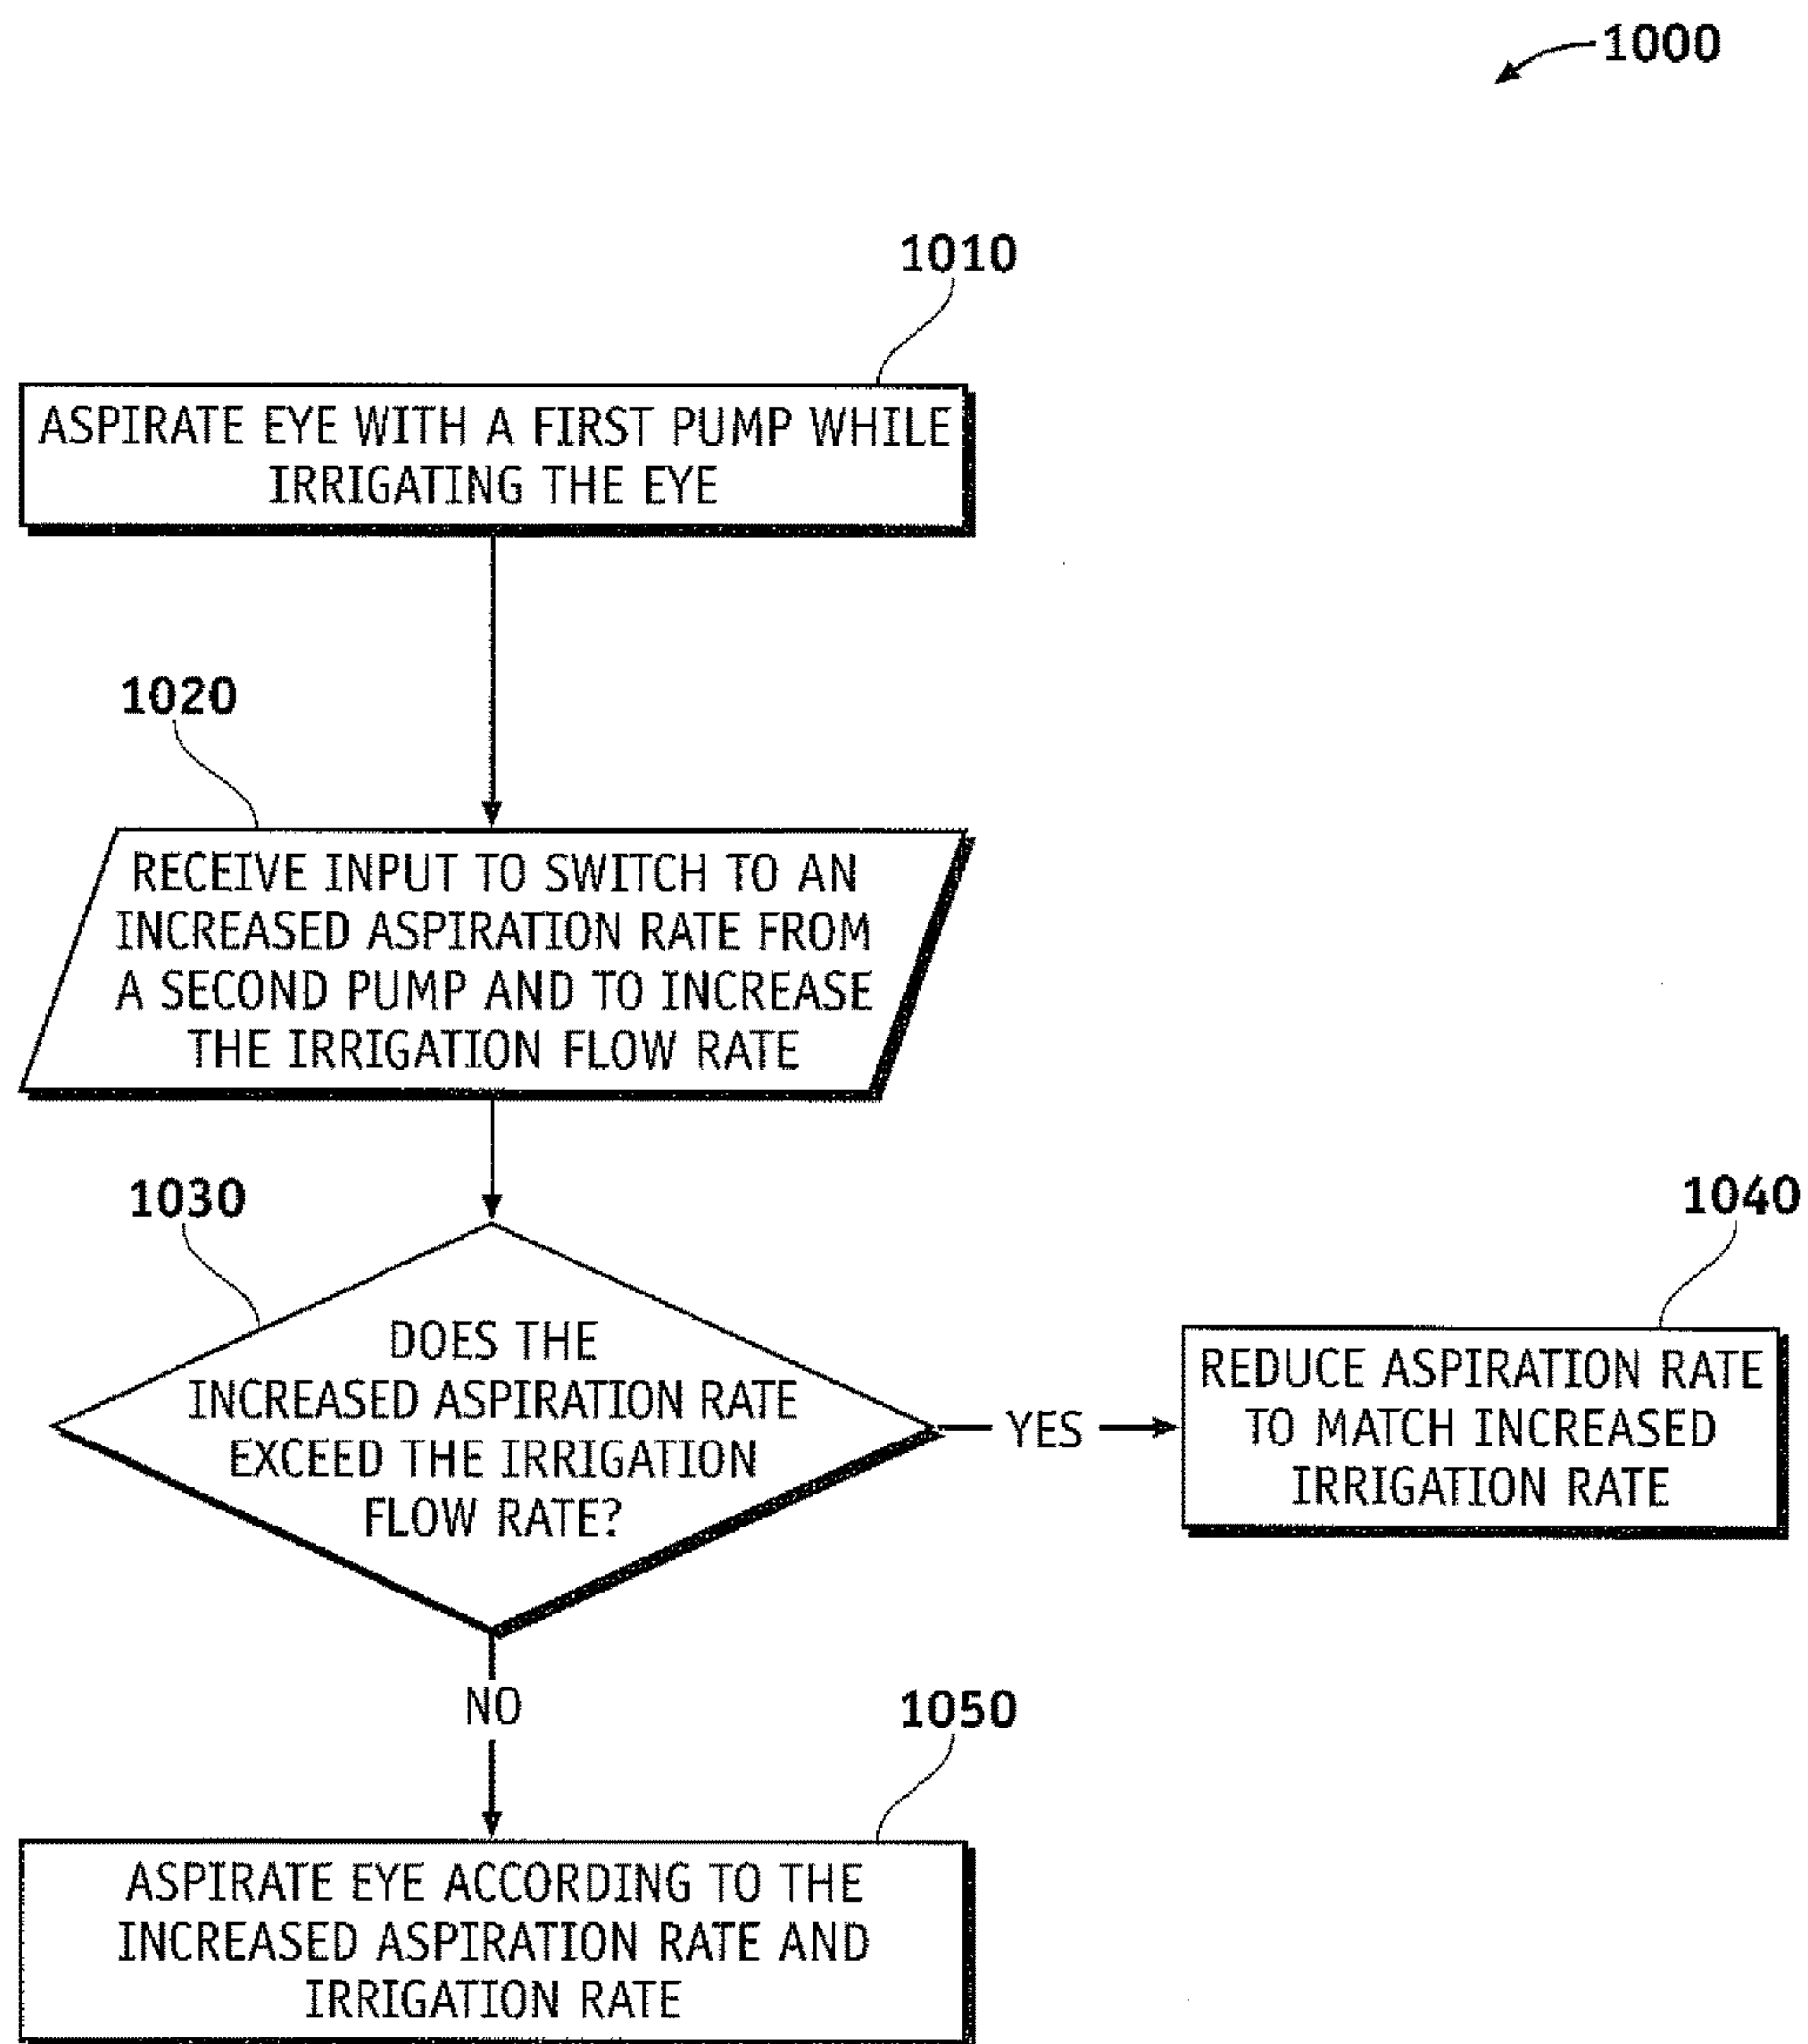 1000
1010
ASPIRATE EYE WITH A FIRST PUMP WHILE
IRRIGATING THE EYE
1020
RECEIVE INPUT TO SWITCH TO AN
INCREASED ASPIRATION RATE FROM
A SECOND PUMP AND TO INCREASE
THE IRRIGATION FLOW RATE
1030
DOES THE
INCREASED ASPIRATION RATE
EXCEED THE IRRIGATION
FLOW RATE?
YES
1040
REDUCE ASPIRATION RATE
TO MATCH INCREASED
IRRIGATION RATE
NO
1050
ASPIRATE EYE ACCORDING TO THE
INCREASED ASPIRATION RATE AND
IRRIGATION RATE